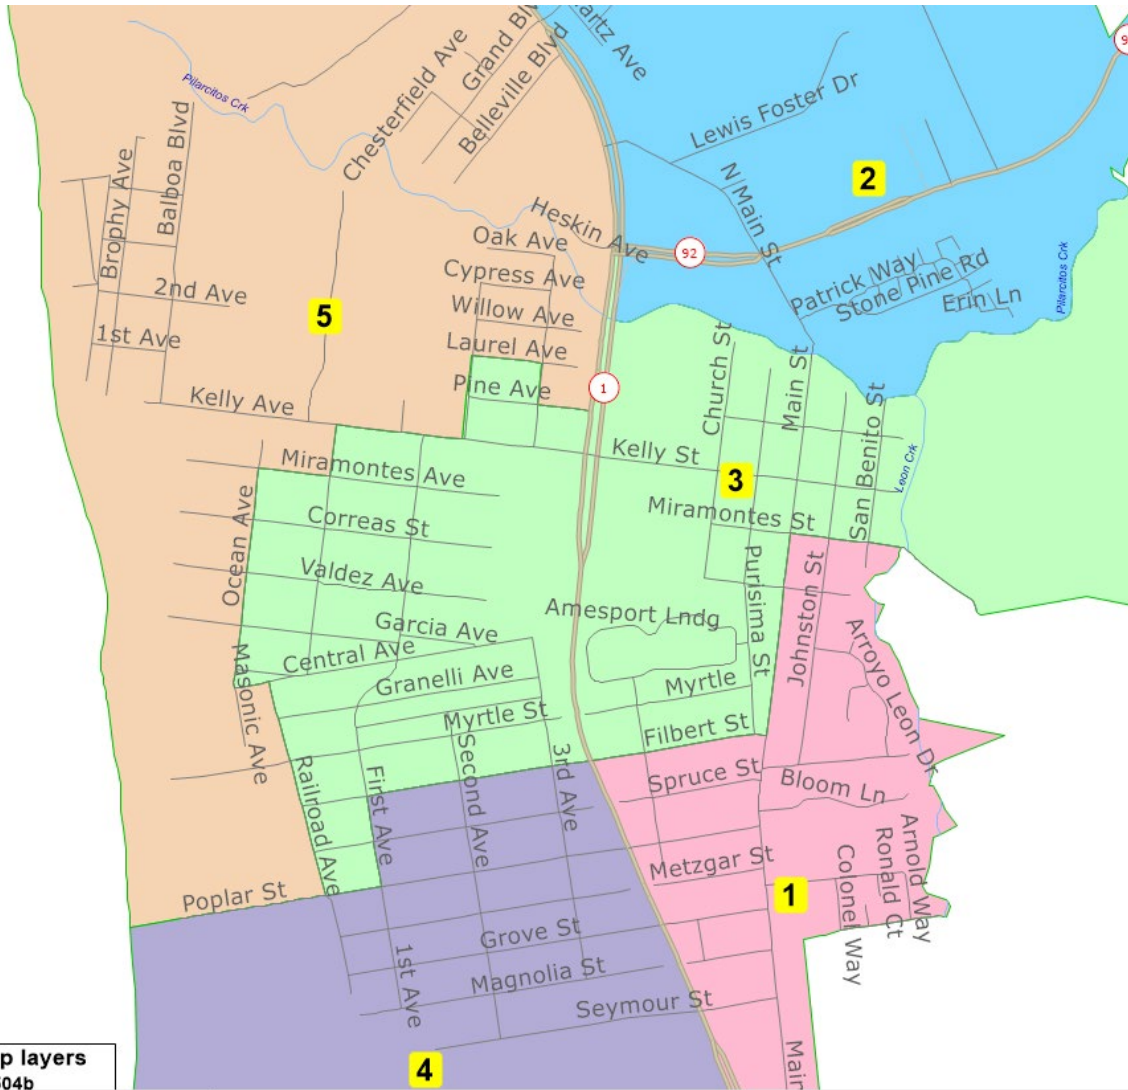 Pilarcitos Crk
Chesterfield Ave
Grand Blv
Belleville Blvd
artz Ave
Lewis Foster Dr
9
2
N Main St
Brophy Ave
Balboa Blvd
Heskin Ave
Oak Ave
92
Cypress Ave
Patrick Way
Stone Pine Rd
Erin Ln
Pilarcitos Crk
2nd Ave
5
Willow Ave
1st Ave
Laurel Ave
Church St
Main St
Pine Ave
1
Kelly Ave
San Benito St
Kelly St
Leon Crk
Miramontes Ave
3
Miramontes St
Ocean Ave
Correas St
Valdez Ave
Purisima St
Johnston St
Amesport Lndg
Garcia Ave
Arroyo Leon Dr
Central Ave
Masonic Ave
Granelli Ave
Myrtle
Myrtle St
Filbert St
Railroad Ave
First Ave
Second Ave
3rd Ave
Spruce St
Bloom Ln
Metzgar St
Arnold Way
Ronald Ct
Colonel Way
1
Poplar St
Grove St
1st Ave
Magnolia St
Seymour St
Main
4
p layers
504b